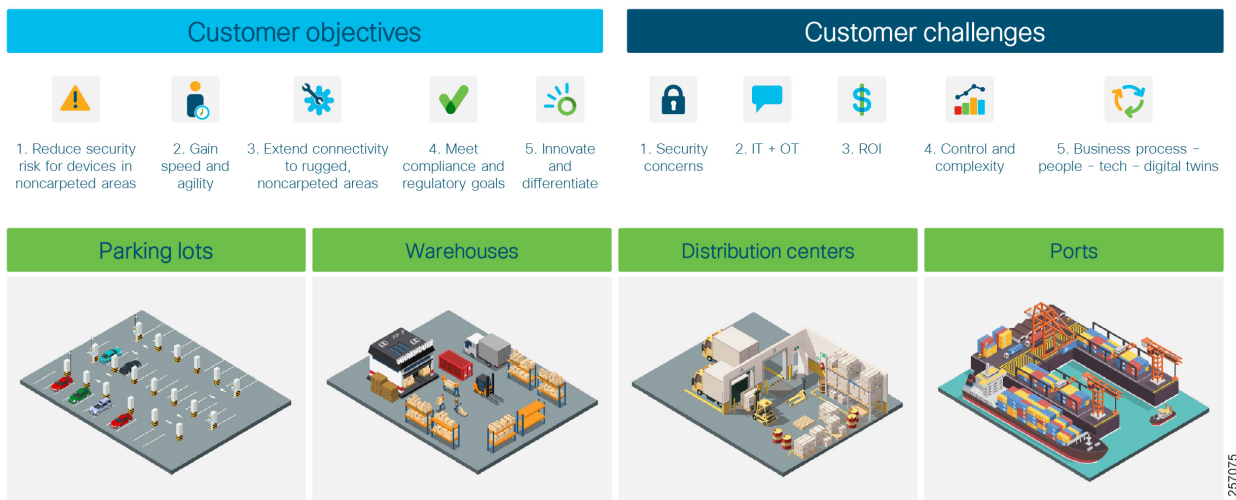 Customer objectives
Customer challenges
1. Reduce security
risk for devices in
noncarpeted areas
2. Gain
speed and
agility
3. Extend connectivity
to rugged,
noncarpeted areas
4. Meet
compliance and
regulatory goals
5. Innovate
and
differentiate
1. Security
concerns
2. IT + OT
3. ROI
4. Control and
complexity
5. Business process –
people – tech – digital twins
Parking lots
Warehouses
Distribution centers
Ports
257075